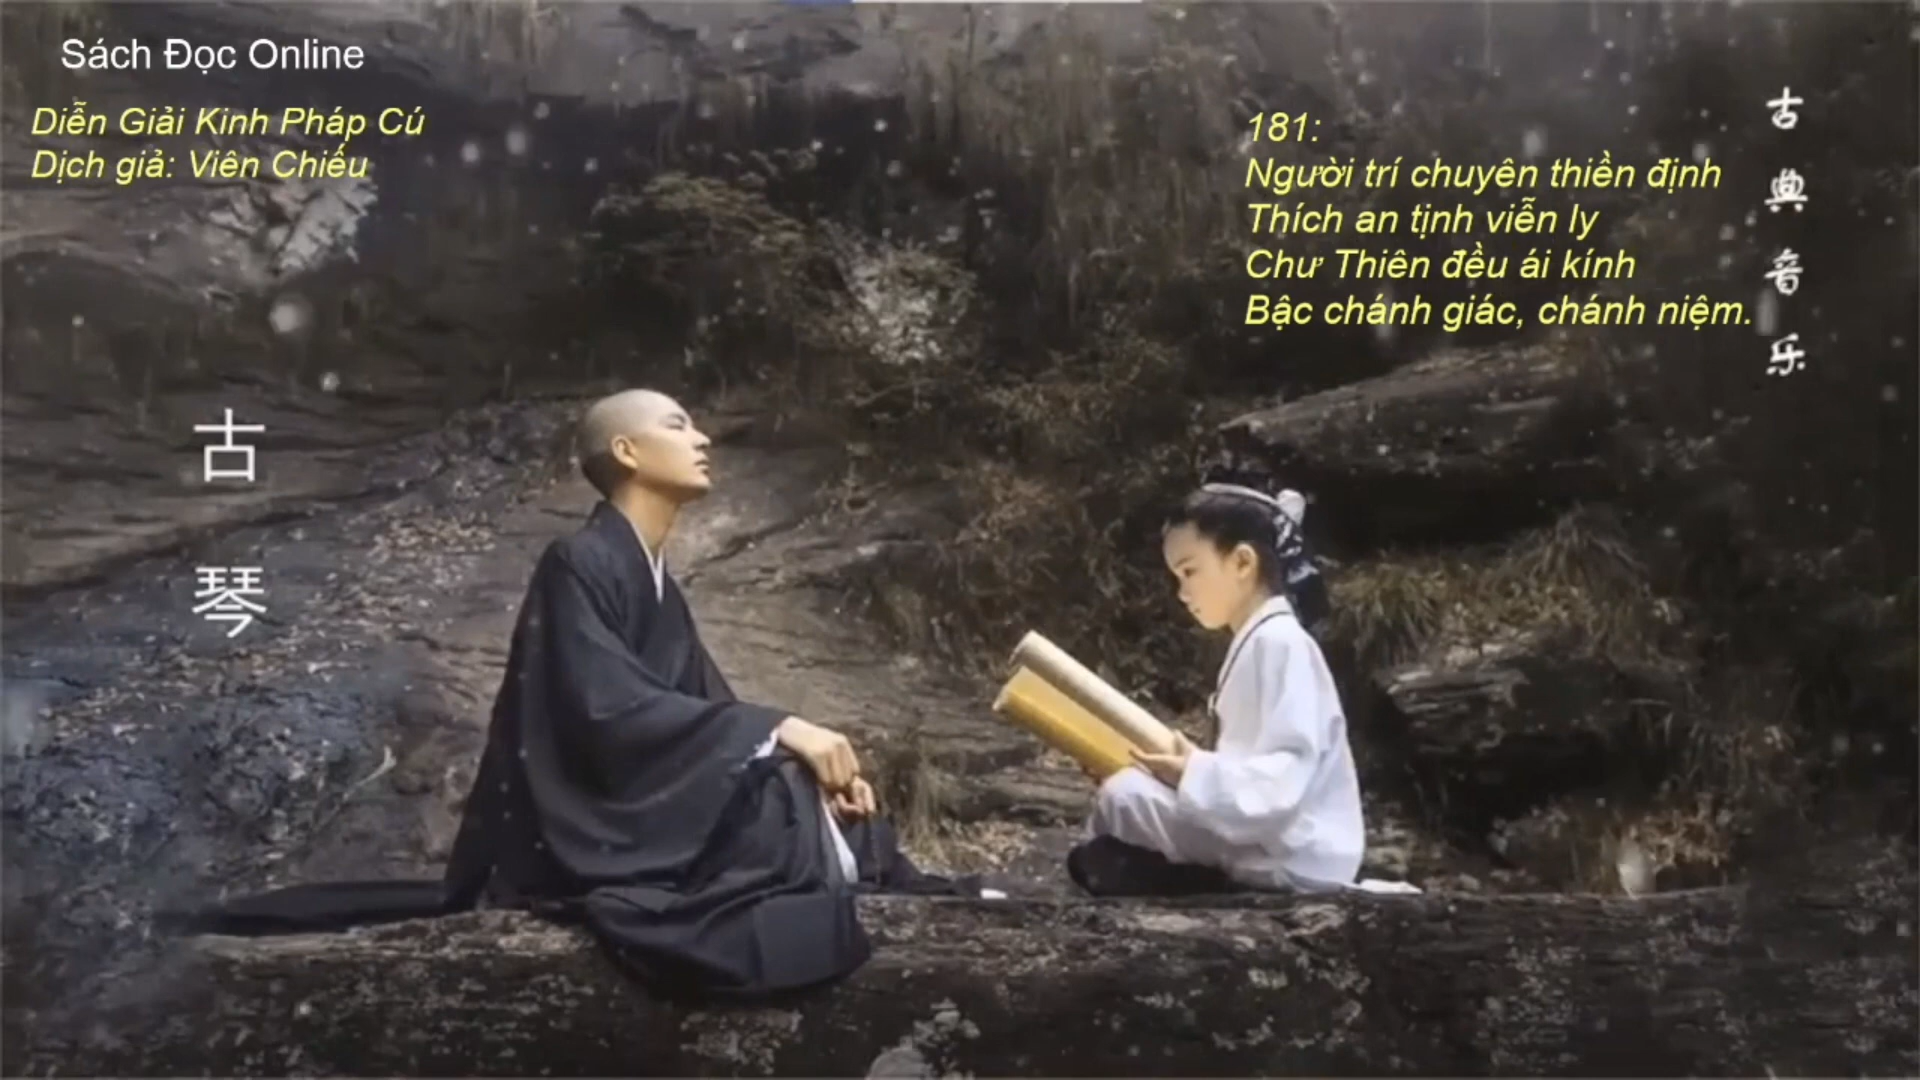 Sách Đọc Online
Diễn Giải Kinh Pháp Cú
Dịch giả: Viên Chiếu
181:
Người trí chuyên thiền định
Thích an tịnh viễn ly
Chư Thiên đều ái kính
Bậc chánh giác, chánh niệm.
古典音乐
古琴